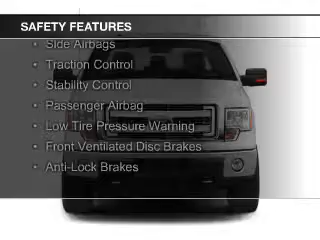 SAFETY FEATURES
• Side Airbags
• Traction Control
• Stability Control
• Passenger Airbag
• Low Tire Pressure Warning
• Front Ventilated Disc Brakes
• Anti-Lock Brakes